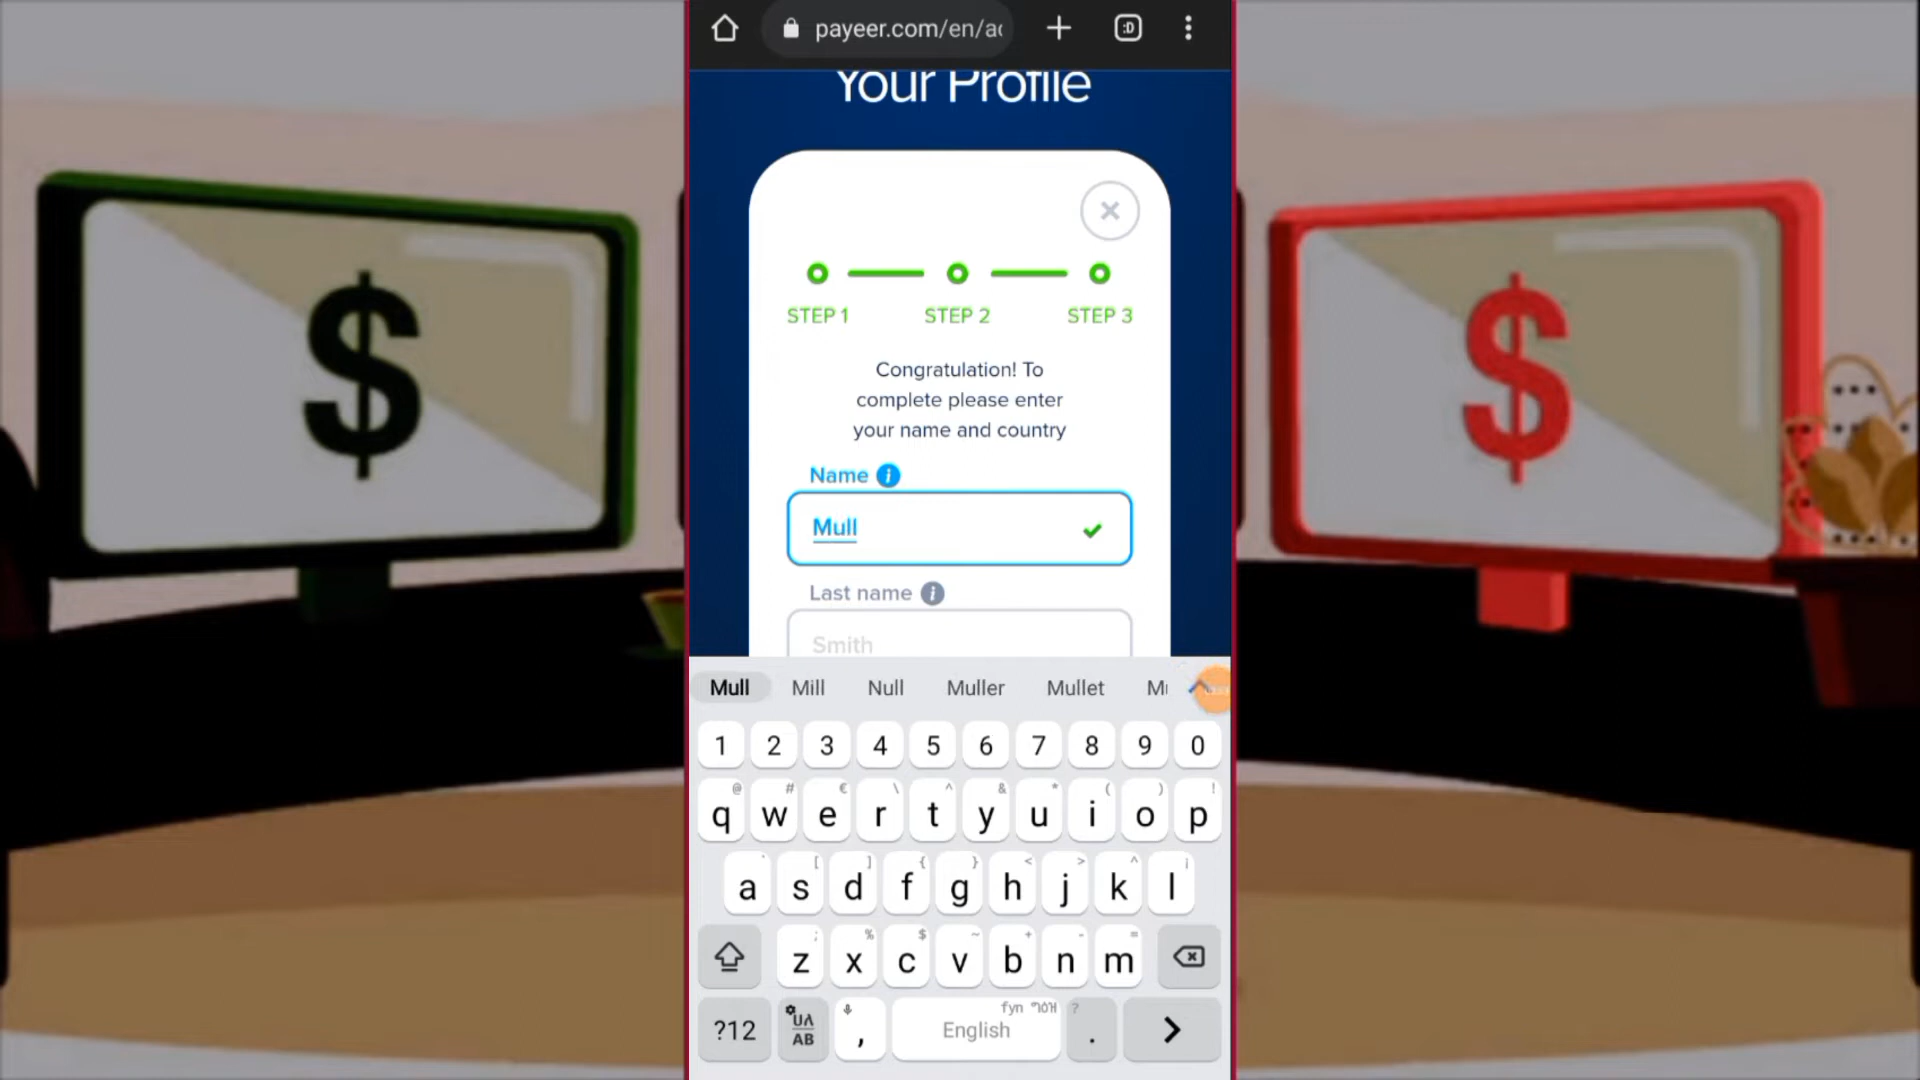 payeer.com/en/ac
Your Profile
STEP 1 STEP 2 STEP 3
Congratulation! To
complete please enter
your name and country
Name
Mull
Last name
Smith
Mull Mill Null Muller Mullet
1 2 3 4 5 6 7 8 9 0
@ # € \ ^ & * ( ) !
q w e r t y u i o p
[ ] { } < > ^ ¡
a s d f g h j k l
; % $ ~ + - =
z x c v b n m
?
?12 AB , English .
$
$